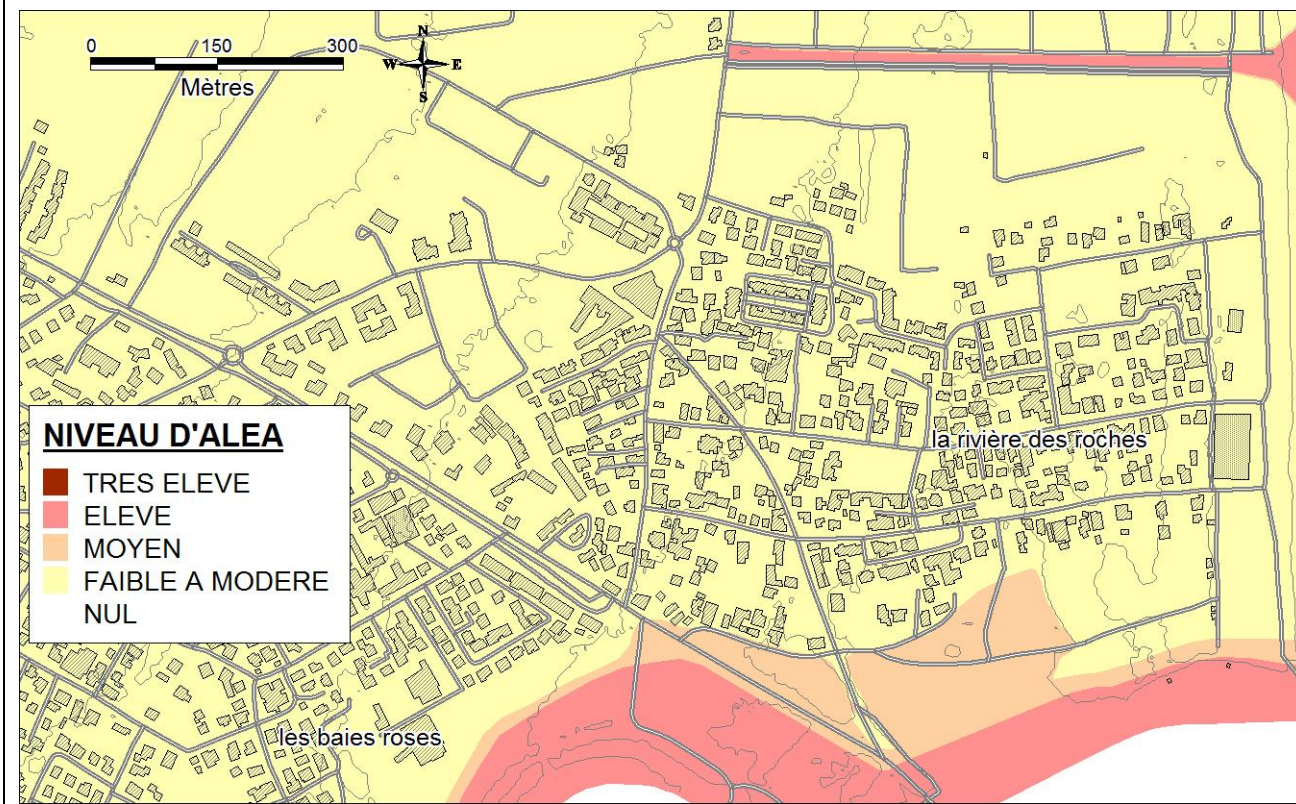 0 150 300
Mètres
N
W E
S
la rivière des roches
NIVEAU D'ALEA
TRES ELEVE
ELEVE
MOYEN
FAIBLE A MODERE
NUL
les baies roses